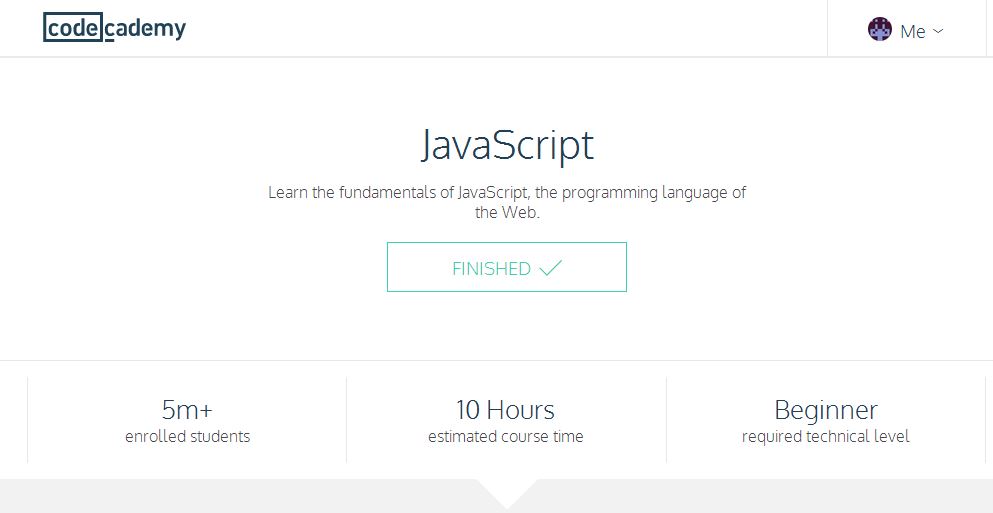 codecademy
Me
JavaScript
Learn the fundamentals of JavaScript, the programming language of
the Web.
FINISHED
5m+
enrolled students
10 Hours
estimated course time
Beginner
required technical level